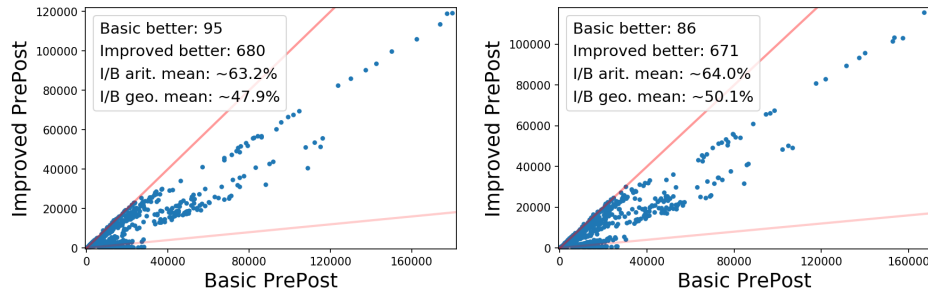 Basic better: 95
Improved better: 680
I/B arit. mean: ~63.2%
I/B geo. mean: ~47.9%
Improved PrePost
120000
100000
80000
60000
40000
20000
0
0 40000 80000 120000 160000
Basic PrePost
Basic better: 86
Improved better: 671
I/B arit. mean: ~64.0%
I/B geo. mean: ~50.1%
Improved PrePost
100000
80000
60000
40000
20000
0
0 40000 80000 120000 160000
Basic PrePost